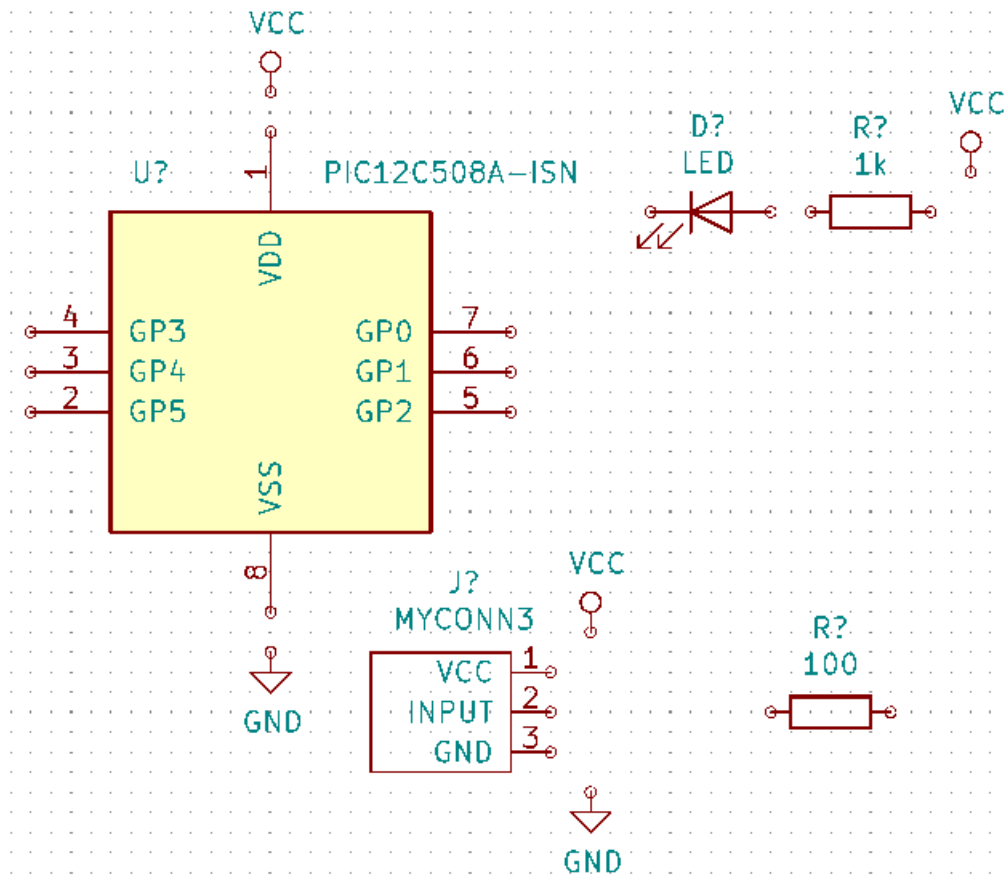 VCC
VCC
D?
R?
LED
1k
U?
1
PIC12C508A-ISN
VDD
4
GP3
GP0
7
3
GP4
GP1
6
2
GP5
GP2
5
VSS
8
GND
VCC
J?
MYCONN3
VCC
1
INPUT
2
GND
3
GND
R?
100